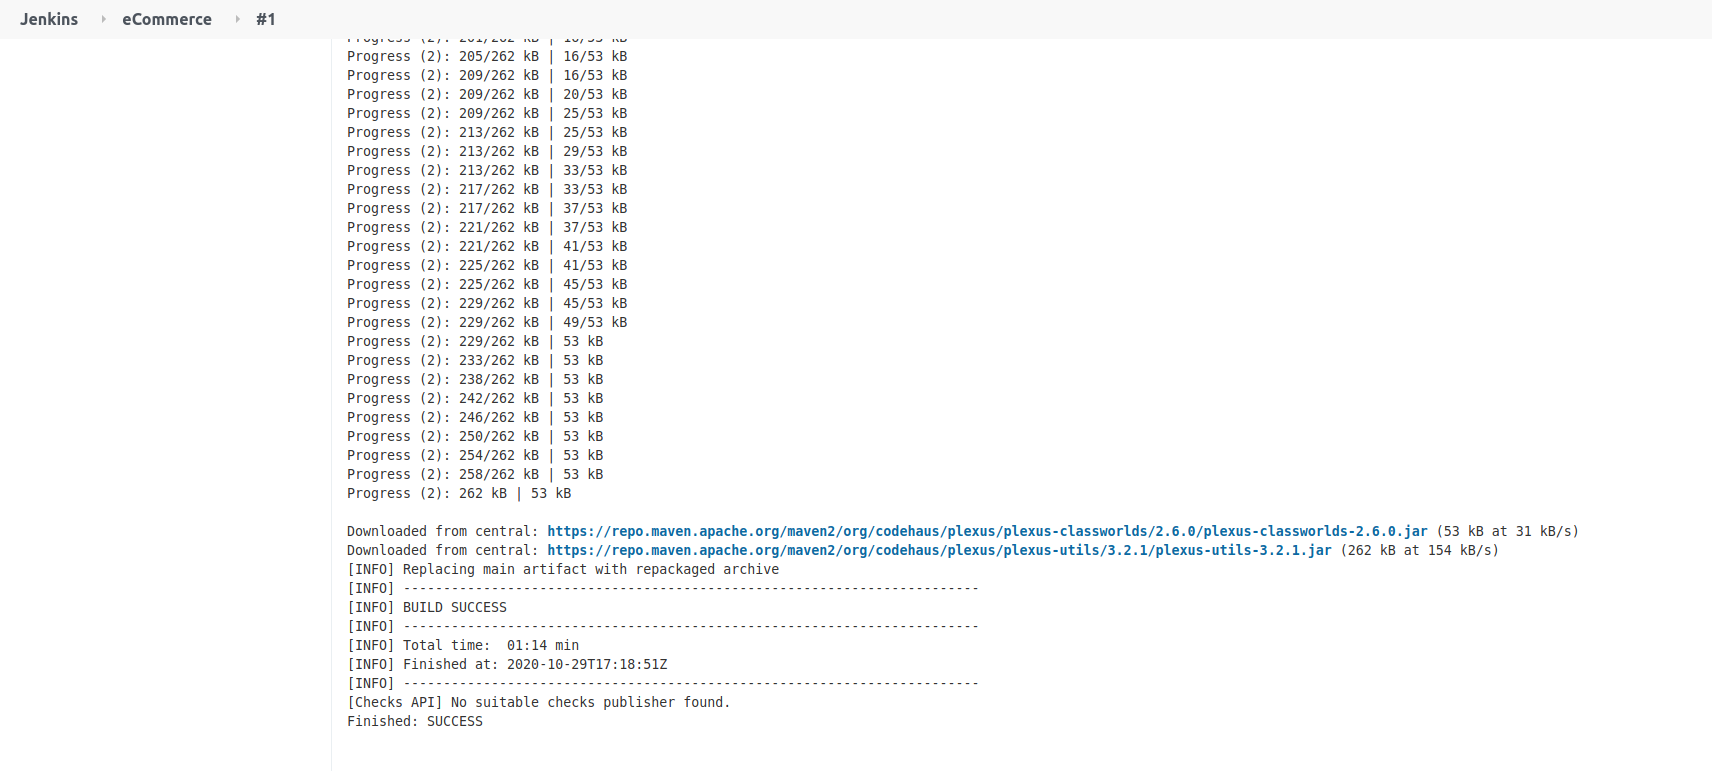 Jenkins eCommerce #1
Progress (2): 201/262 kB | 16/53 kB
Progress (2): 205/262 kB | 16/53 kB
Progress (2): 209/262 kB | 16/53 kB
Progress (2): 209/262 kB | 20/53 kB
Progress (2): 209/262 kB | 25/53 kB
Progress (2): 213/262 kB | 25/53 kB
Progress (2): 213/262 kB | 29/53 kB
Progress (2): 213/262 kB | 33/53 kB
Progress (2): 217/262 kB | 33/53 kB
Progress (2): 217/262 kB | 37/53 kB
Progress (2): 221/262 kB | 37/53 kB
Progress (2): 221/262 kB | 41/53 kB
Progress (2): 225/262 kB | 41/53 kB
Progress (2): 225/262 kB | 45/53 kB
Progress (2): 229/262 kB | 45/53 kB
Progress (2): 229/262 kB | 49/53 kB
Progress (2): 229/262 kB | 53 kB
Progress (2): 233/262 kB | 53 kB
Progress (2): 238/262 kB | 53 kB
Progress (2): 242/262 kB | 53 kB
Progress (2): 246/262 kB | 53 kB
Progress (2): 250/262 kB | 53 kB
Progress (2): 254/262 kB | 53 kB
Progress (2): 258/262 kB | 53 kB
Progress (2): 262 kB | 53 kB
Downloaded from central: https://repo.maven.apache.org/maven2/org/codehaus/plexus/plexus-classworlds/2.6.0/plexus-classworlds-2.6.0.jar (53 kB at 31 kB/s)
Downloaded from central: https://repo.maven.apache.org/maven2/org/codehaus/plexus/plexus-utils/3.2.1/plexus-utils-3.2.1.jar (262 kB at 154 kB/s)
[INFO] Replacing main artifact with repackaged archive
[INFO] ------------------------------------------------------------------------
[INFO] BUILD SUCCESS
[INFO] ------------------------------------------------------------------------
[INFO] Total time:  01:14 min
[INFO] Finished at: 2020-10-29T17:18:51Z
[INFO] ------------------------------------------------------------------------
[Checks API] No suitable checks publisher found.
Finished: SUCCESS